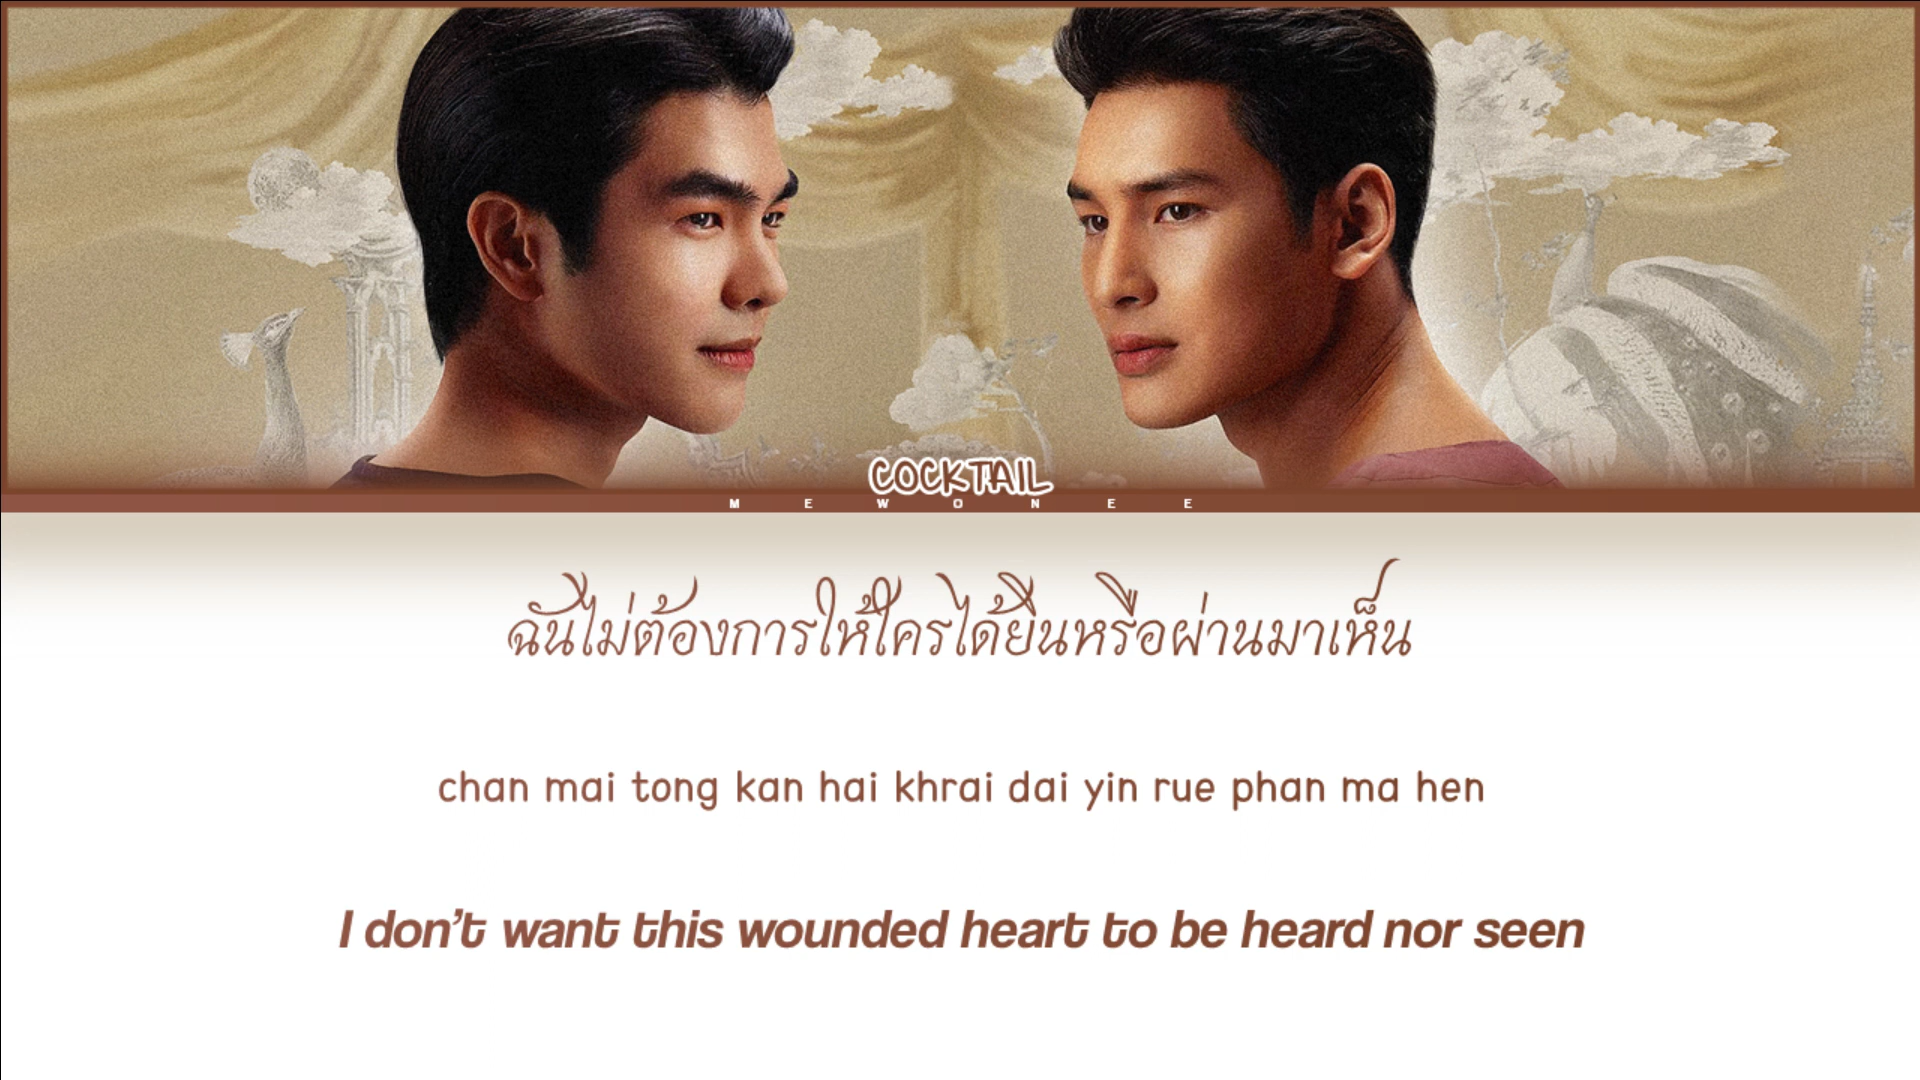 COCKTAIL
MEWONEE
ฉันไม่ต้องการให้ใครได้ยินหรือผ่านมาเห็น
chan mai tong kan hai khrai dai yin rue phan ma hen
I don't want this wounded heart to be heard nor seen